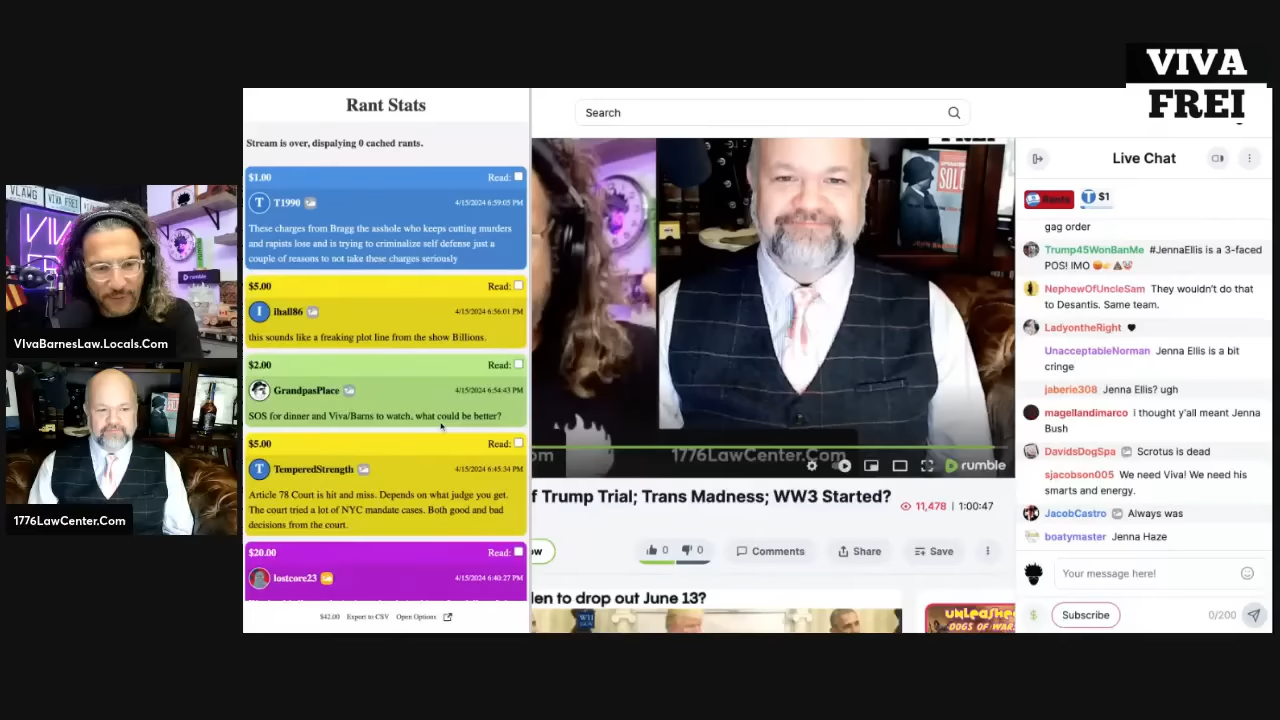 VIVA
FREI
Rant Stats
Stream is over, dispalying 0 cached rants.
$1.00 Read:
T T1990 4/15/2024 6:59:05 PM
These charges from Bragg the asshole who keeps cutting murders
and rapists lose and is trying to criminalize self defense just a
couple of reasons to not take these charges seriously
$5.00 Read:
I ihall86 4/15/2024 6:56:01 PM
this sounds like a freaking plot line from the show Billions.
$2.00 Read:
GrandpasPlace 4/15/2024 6:54:43 PM
SOS for dinner and Viva/Barns to watch, what could be better?
$5.00 Read:
T TemperedStrength 4/15/2024 6:45:34 PM
Article 78 Court is hit and miss. Depends on what judge you get.
The court tried a lot of NYC mandate cases. Both good and bad
decisions from the court.
$20.00 Read:
lostcore23 4/15/2024 6:40:27 PM
$42.00 Export to CSV Open Options
VIvaBarnesLaw.Locals.Com
1776LawCenter.Com
Search
om
1776LawCenter.Com
rumble
f Trump Trial; Trans Madness; WW3 Started?
11,478 | 1:00:47
ow
0 0 Comments Share Save
len to drop out June 13?
UNLEASHED
DOGS OF WAR
Live Chat
Rants T $1
gag order
Trump45WonBanMe #JennaEllis is a 3-faced
POS! IMO
NephewOfUncleSam They wouldn't do that
to Desantis. Same team.
LadyontheRight
UnacceptableNorman Jenna Ellis is a bit
cringe
jaberie308 Jenna Ellis? ugh
magellandimarco i thought y'all meant Jenna
Bush
DavidsDogSpa Scrotus is dead
sjacobson005 We need Viva! We need his
smarts and energy.
JacobCastro Always was
boatymaster Jenna Haze
Your message here!
$ Subscribe 0/200